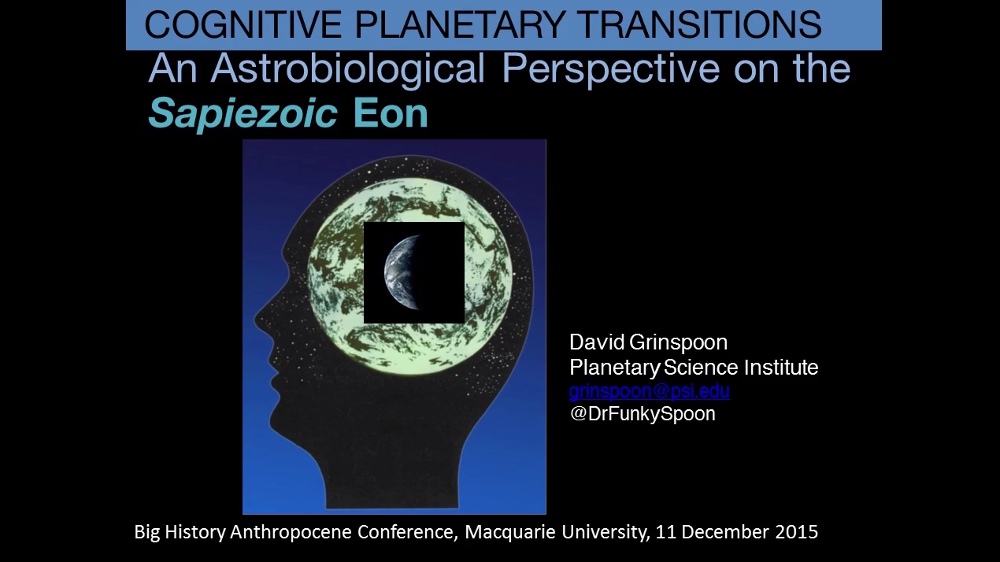 COGNITIVE PLANETARY TRANSITIONS
An Astrobiological Perspective on the
Sapiezoic Eon
David Grinspoon
Planetary Science Institute
grinspoon@psi.edu
@DrFunkySpoon
Big History Anthropocene Conference, Macquarie University, 11 December 2015